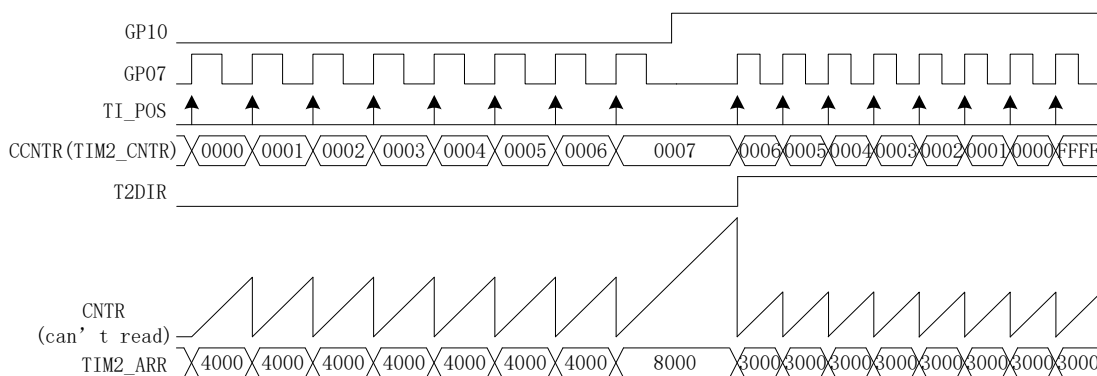 GP10
GP07
TI_POS
CCNTR(TIM2_CNTR) 0000 0001 0002 0003 0004 0005 0006 0007 0006 0005 0004 0003 0002 0001 0000 FFFF
T2DIR
CNTR
(can't read)
TIM2_ARR 4000 4000 4000 4000 4000 4000 4000 8000 3000 3000 3000 3000 3000 3000 3000 3000